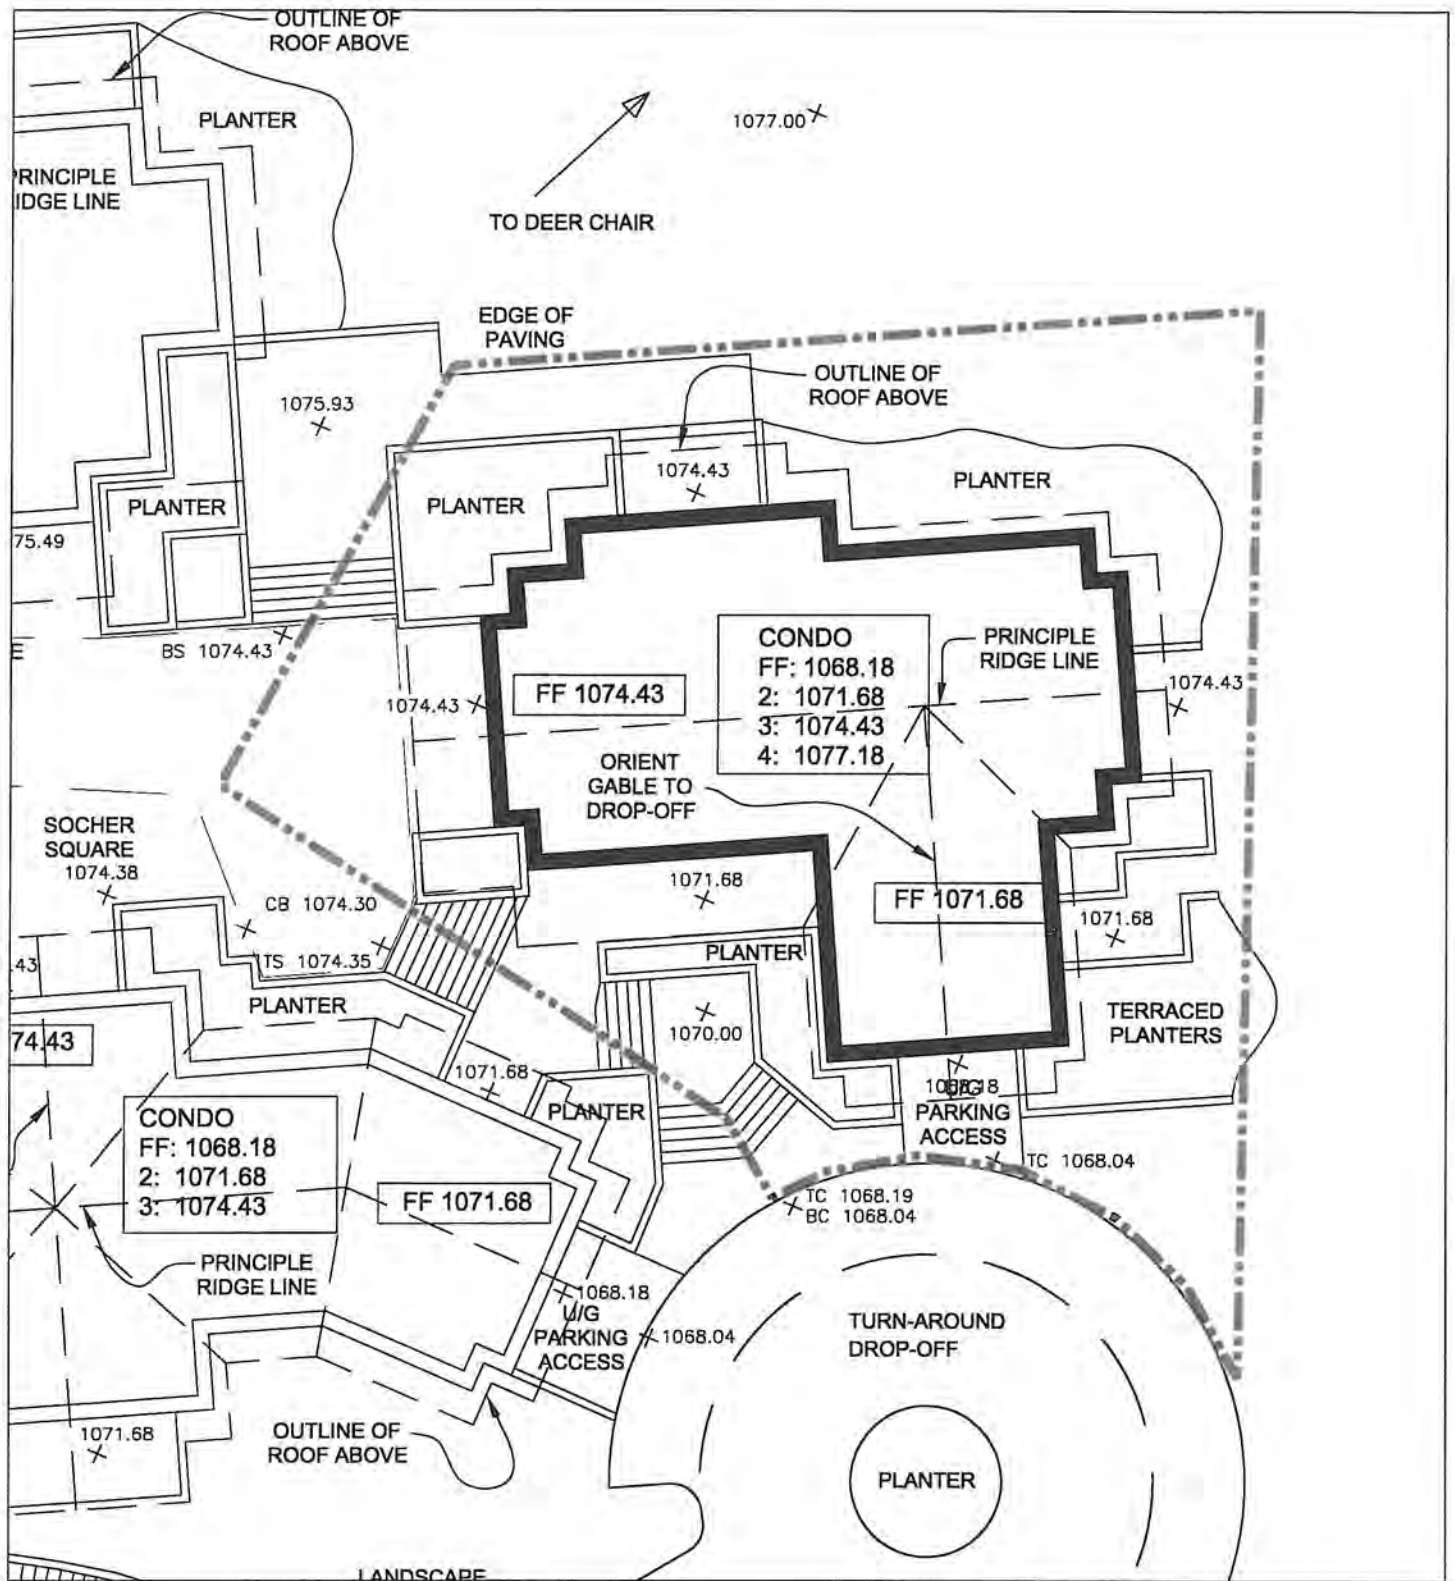 OUTLINE OF
ROOF ABOVE
PLANTER
1077.00
PRINCIPLE
RIDGE LINE
TO DEER CHAIR
EDGE OF
PAVING
OUTLINE OF
ROOF ABOVE
1075.93
1074.43
PLANTER
PLANTER
PLANTER
75.49
BS 1074.43
1074.43
FF 1074.43
CONDO
FF: 1068.18
2: 1071.68
3: 1074.43
4: 1077.18
PRINCIPLE
RIDGE LINE
1074.43
ORIENT
GABLE TO
DROP-OFF
SOCHER
SQUARE
1074.38
CB 1074.30
TS 1074.35
1071.68
FF 1071.68
1071.68
PLANTER
.43
PLANTER
1070.00
TERRACED
PLANTERS
74.43
1071.68
PLANTER
1068.18
U/G
PARKING
ACCESS
TC 1068.04
CONDO
FF: 1068.18
2: 1071.68
3: 1074.43
FF 1071.68
TC 1068.19
BC 1068.04
PRINCIPLE
RIDGE LINE
1068.18
U/G
PARKING
ACCESS
1068.04
TURN-AROUND
DROP-OFF
1071.68
OUTLINE OF
ROOF ABOVE
PLANTER
LANDSCAPE